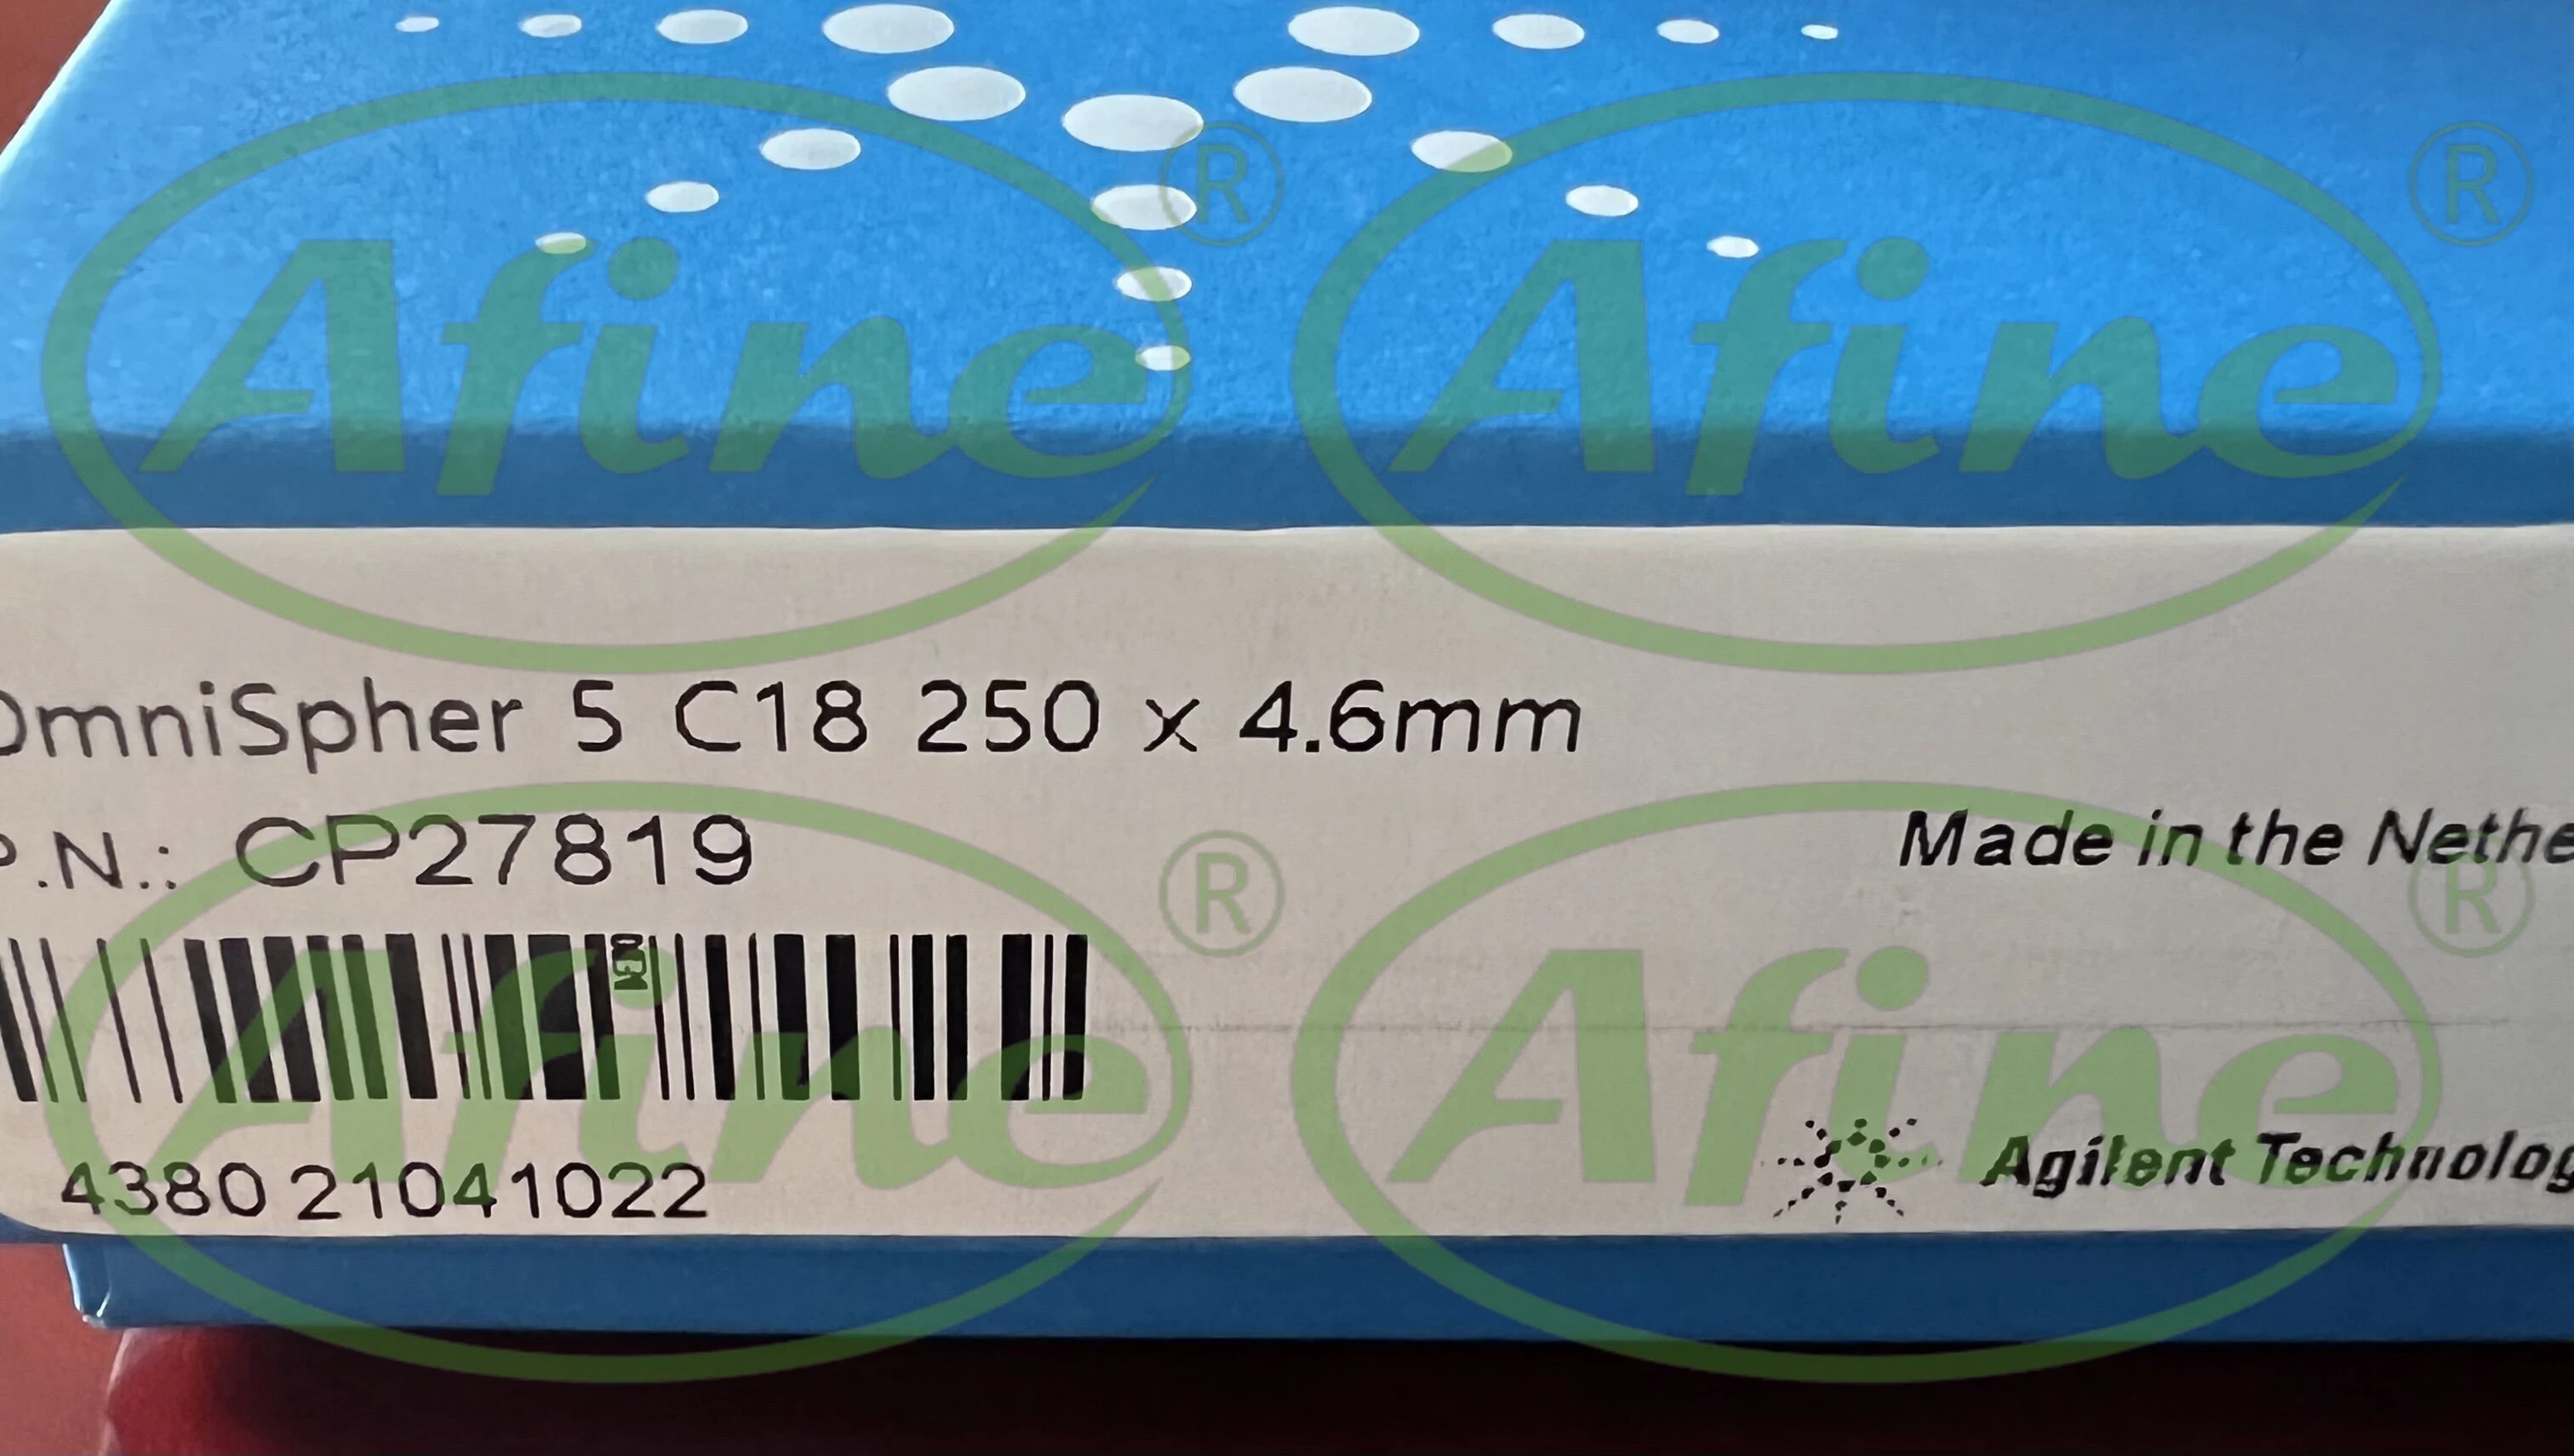 Afine® Afine®
OmniSpher 5 C18 250 x 4.6mm
P.N.: CP27819
Made in the Nethe
Afine® Afine®
4380 21041022
Agilent Technolog